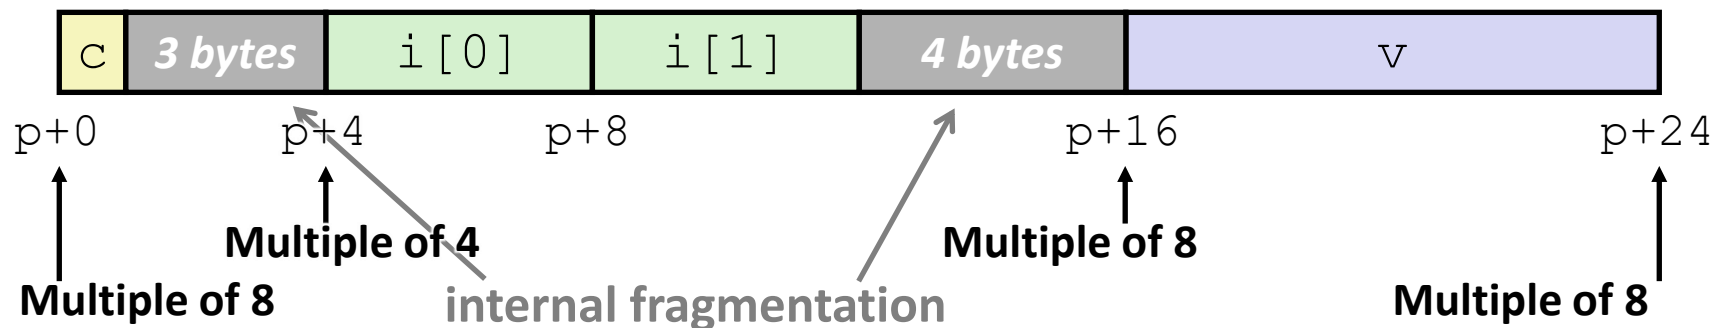 c 3 bytes i[0] i[1] 4 bytes v
p+0 p+4 p+8 p+16 p+24
Multiple of 4 Multiple of 8
Multiple of 8 internal fragmentation Multiple of 8